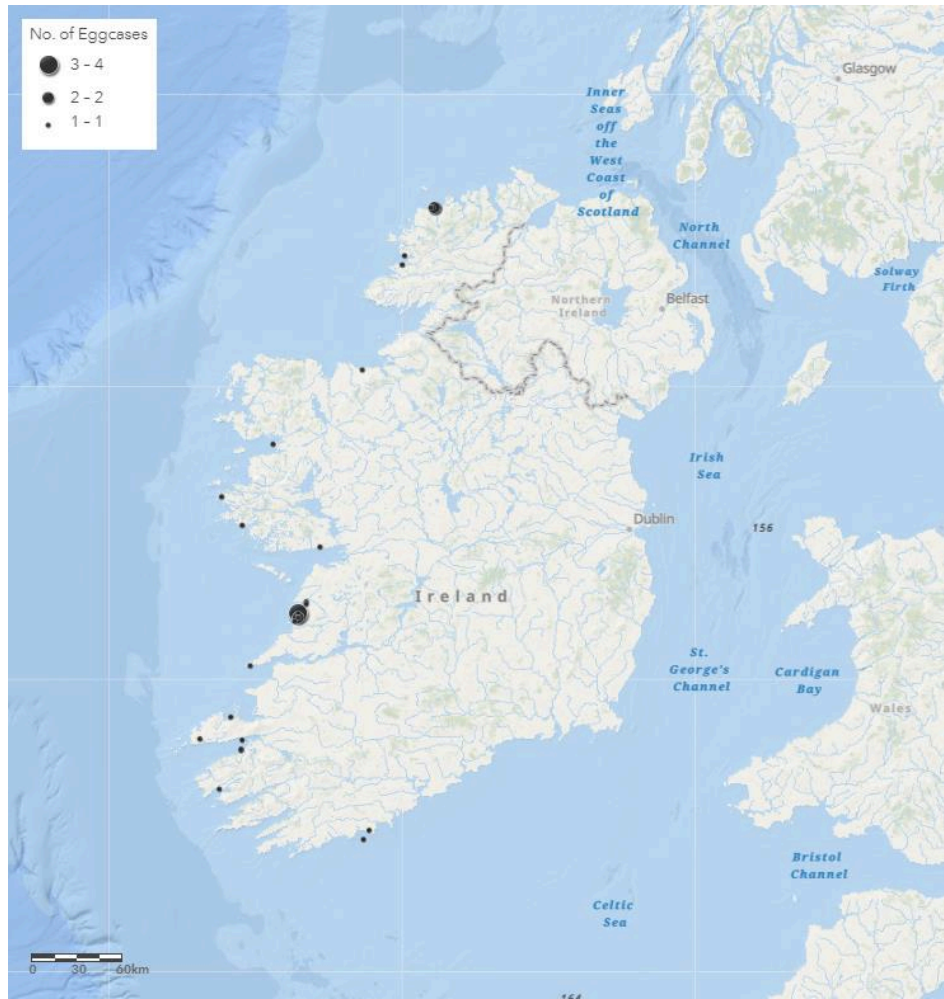 No. of Eggcases
3 - 4
2 - 2
1 - 1
Glasgow
Inner
Seas
off
the
West
Coast
of
Scotland
North
Channel
Solway
Firth
Northern
Ireland
Belfast
Irish
Sea
Dublin
156
Ireland
St.
George's
Channel
Cardigan
Bay
Wales
Bristol
Channel
Celtic
Sea
0 30 60km
164